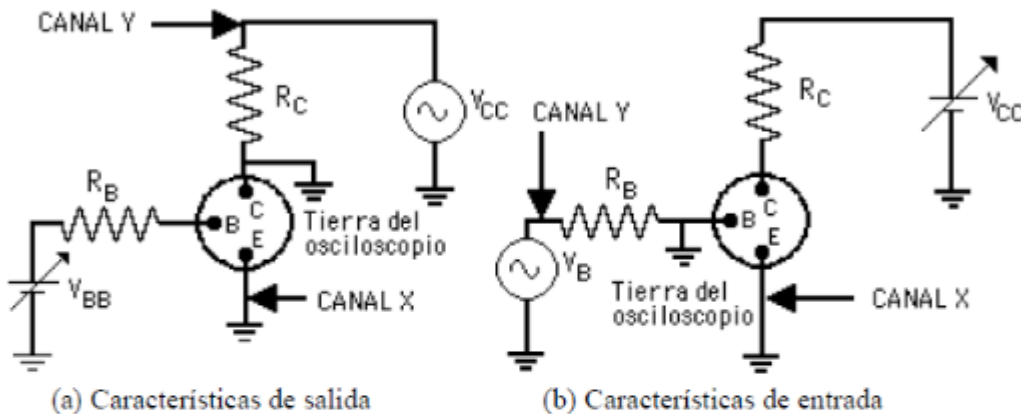 CANAL Y
R_C
V_CC
R_B
B
C
E
Tierra del
osciloscopio
V_BB
CANAL X
(a) Características de salida
CANAL Y
R_C
V_CC
R_B
B
C
E
V_B
Tierra del
osciloscopio
CANAL X
(b) Características de entrada